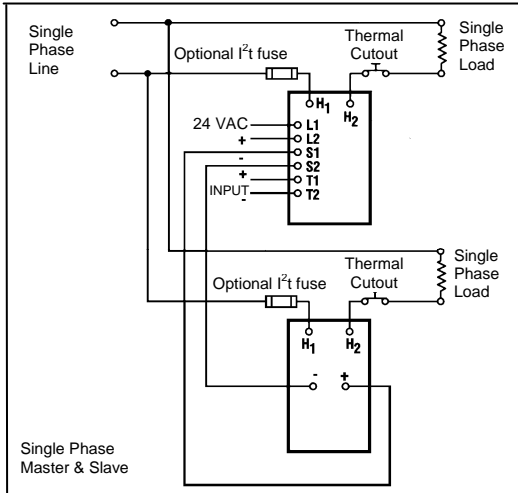 Single
Phase
Line
Optional I²t fuse
Thermal
Cutout
Single
Phase
Load
H1
H2
24 VAC
L1
+
L2
S1
-
S2
+
T1
INPUT
T2
-
Optional I²t fuse
Thermal
Cutout
Single
Phase
Load
H1
H2
-
+
Single Phase
Master & Slave